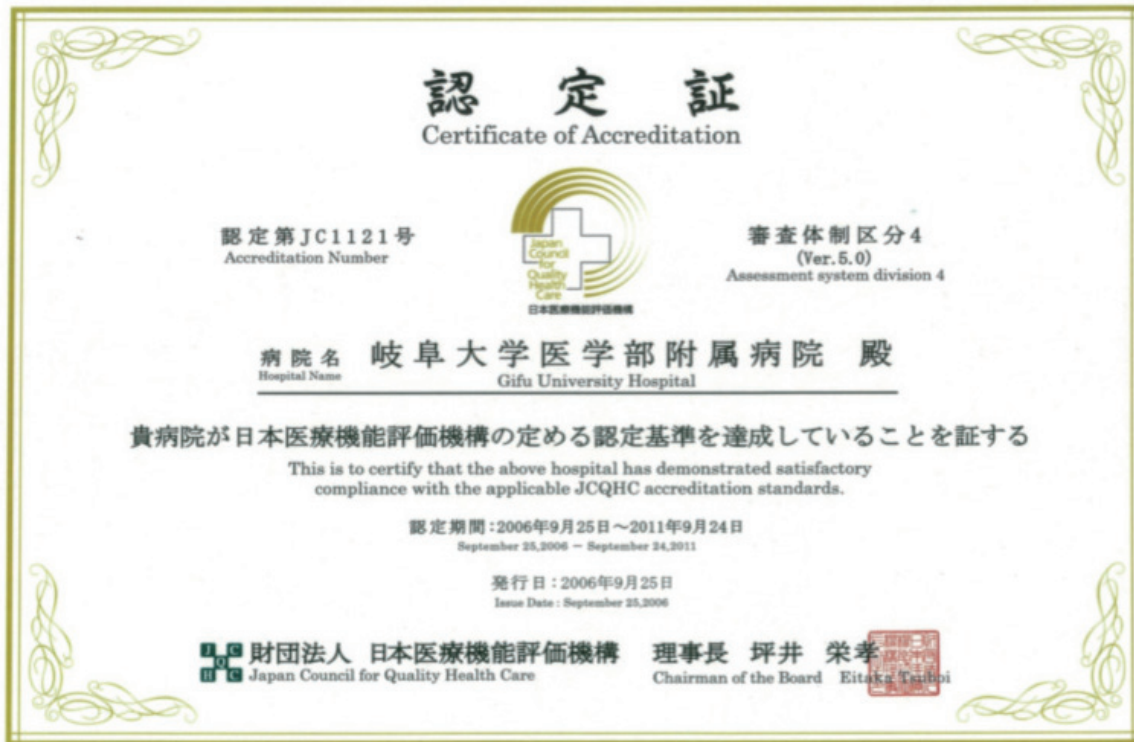 認定証
Certificate of Accreditation
認定第JC1121号
Accreditation Number
Japan
Council
for
Quality
Health
Care
日本医療機能評価機構
審査体制区分4
(Ver.5.0)
Assessment system division 4
病院名 岐阜大学医学部附属病院 殿
Hospital Name Gifu University Hospital
貴病院が日本医療機能評価機構の定める認定基準を達成していることを証する
This is to certify that the above hospital has demonstrated satisfactory
compliance with the applicable JCQHC accreditation standards.
認定期間:2006年9月25日～2011年9月24日
September 25,2006 － September 24,2011
発行日:2006年9月25日
Issue Date : September 25,2006
J C
Q
H C
財団法人 日本医療機能評価機構 理事長 坪井 栄孝
Japan Council for Quality Health Care Chairman of the Board Eitaka Tsuboi